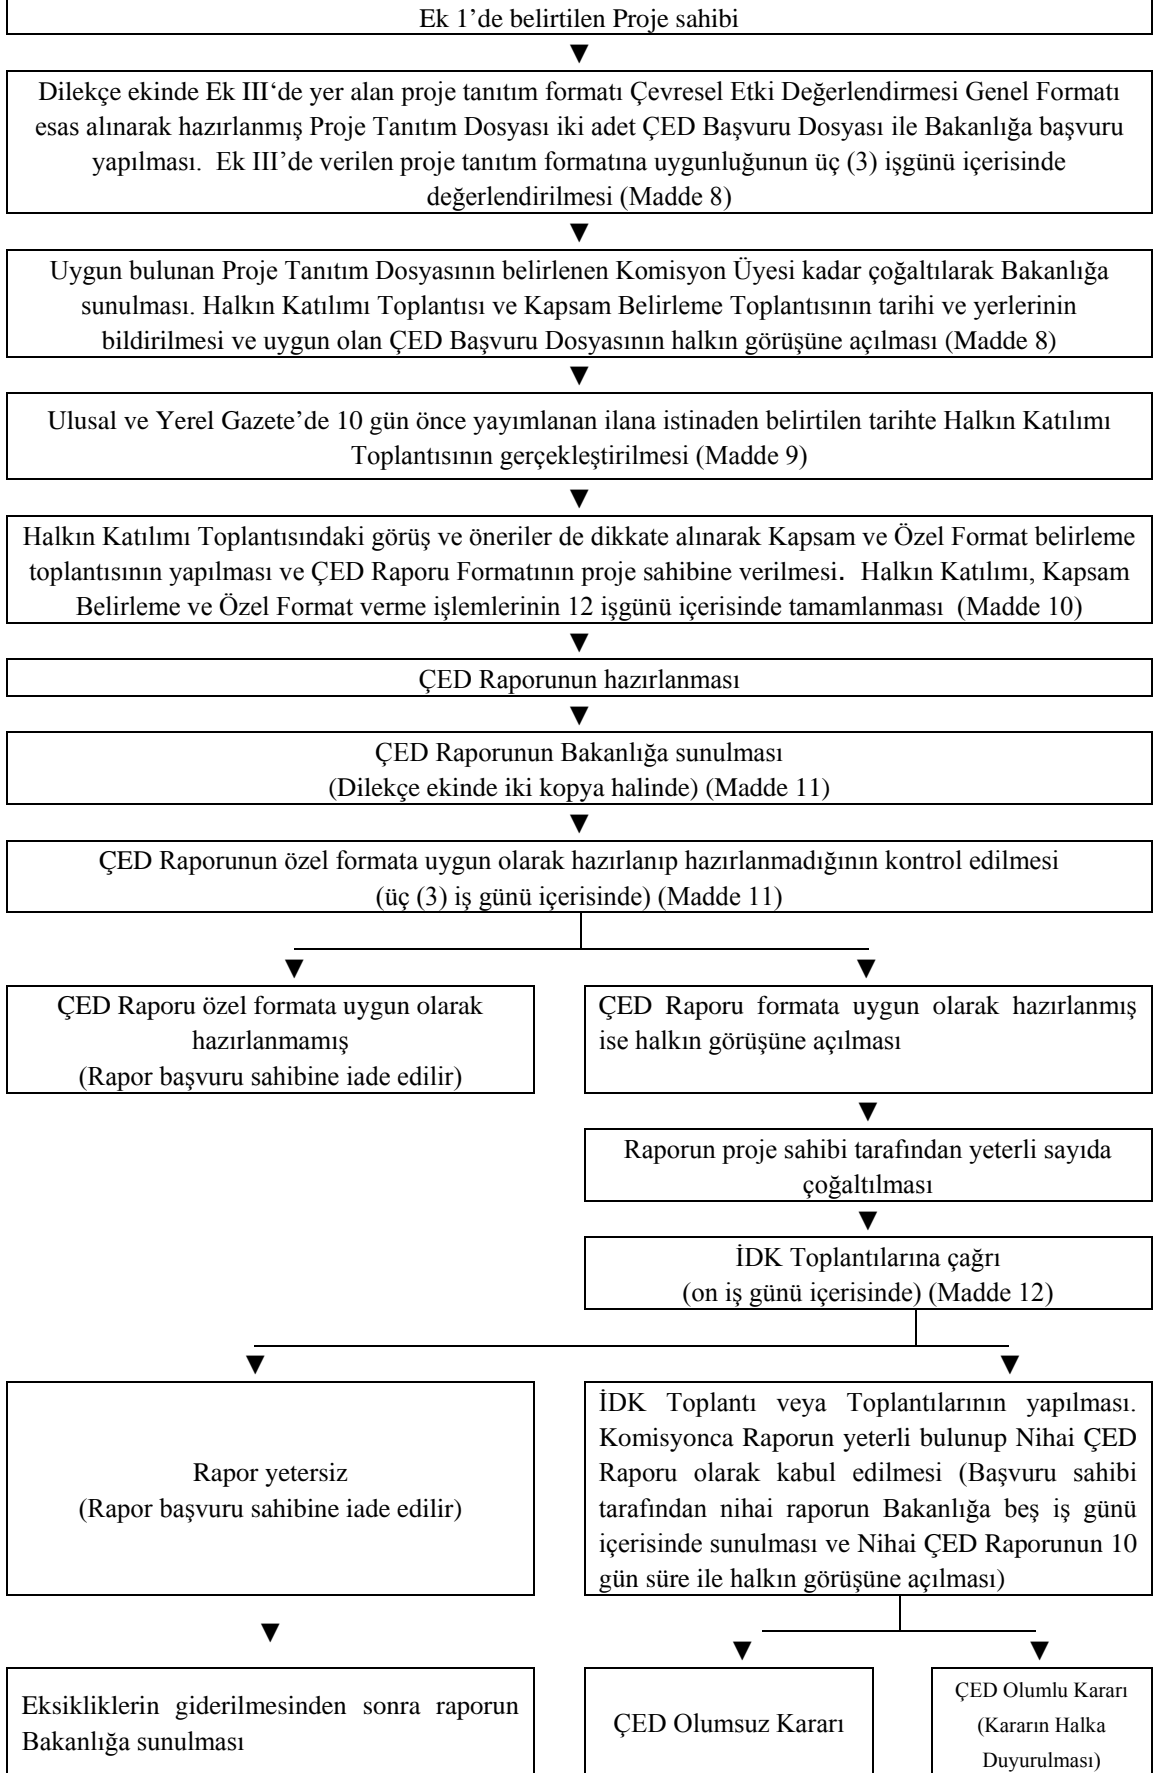 Ek 1’de belirtilen Proje sahibi
▼
Dilekçe ekinde Ek III‘de yer alan proje tanıtım formatı Çevresel Etki Değerlendirmesi Genel Formatı
esas alınarak hazırlanmış Proje Tanıtım Dosyası iki adet ÇED Başvuru Dosyası ile Bakanlığa başvuru
yapılması. Ek III’de verilen proje tanıtım formatına uygunluğunun üç (3) işgünü içerisinde
değerlendirilmesi (Madde 8)
▼
Uygun bulunan Proje Tanıtım Dosyasının belirlenen Komisyon Üyesi kadar çoğaltılarak Bakanlığa
sunulması. Halkın Katılımı Toplantısı ve Kapsam Belirleme Toplantısının tarihi ve yerlerinin
bildirilmesi ve uygun olan ÇED Başvuru Dosyasının halkın görüşüne açılması (Madde 8)
▼
Ulusal ve Yerel Gazete’de 10 gün önce yayımlanan ilana istinaden belirtilen tarihte Halkın Katılımı
Toplantısının gerçekleştirilmesi (Madde 9)
▼
Halkın Katılımı Toplantısındaki görüş ve öneriler de dikkate alınarak Kapsam ve Özel Format belirleme
toplantısının yapılması ve ÇED Raporu Formatının proje sahibine verilmesi. Halkın Katılımı, Kapsam
Belirleme ve Özel Format verme işlemlerinin 12 işgünü içerisinde tamamlanması (Madde 10)
▼
ÇED Raporunun hazırlanması
▼
ÇED Raporunun Bakanlığa sunulması
(Dilekçe ekinde iki kopya halinde) (Madde 11)
▼
ÇED Raporunun özel formata uygun olarak hazırlanıp hazırlanmadığının kontrol edilmesi
(üç (3) iş günü içerisinde) (Madde 11)
▼
▼
ÇED Raporu özel formata uygun olarak
hazırlanmamış
(Rapor başvuru sahibine iade edilir)
ÇED Raporu formata uygun olarak hazırlanmış
ise halkın görüşüne açılması
▼
Raporun proje sahibi tarafından yeterli sayıda
çoğaltılması
▼
İDK Toplantılarına çağrı
(on iş günü içerisinde) (Madde 12)
▼
▼
Rapor yetersiz
(Rapor başvuru sahibine iade edilir)
İDK Toplantı veya Toplantılarının yapılması.
Komisyonca Raporun yeterli bulunup Nihai ÇED
Raporu olarak kabul edilmesi (Başvuru sahibi
tarafından nihai raporun Bakanlığa beş iş günü
içerisinde sunulması ve Nihai ÇED Raporunun 10
gün süre ile halkın görüşüne açılması)
▼
▼
▼
Eksikliklerin giderilmesinden sonra raporun
Bakanlığa sunulması
ÇED Olumsuz Kararı
ÇED Olumlu Kararı
(Kararın Halka
Duyurulması)